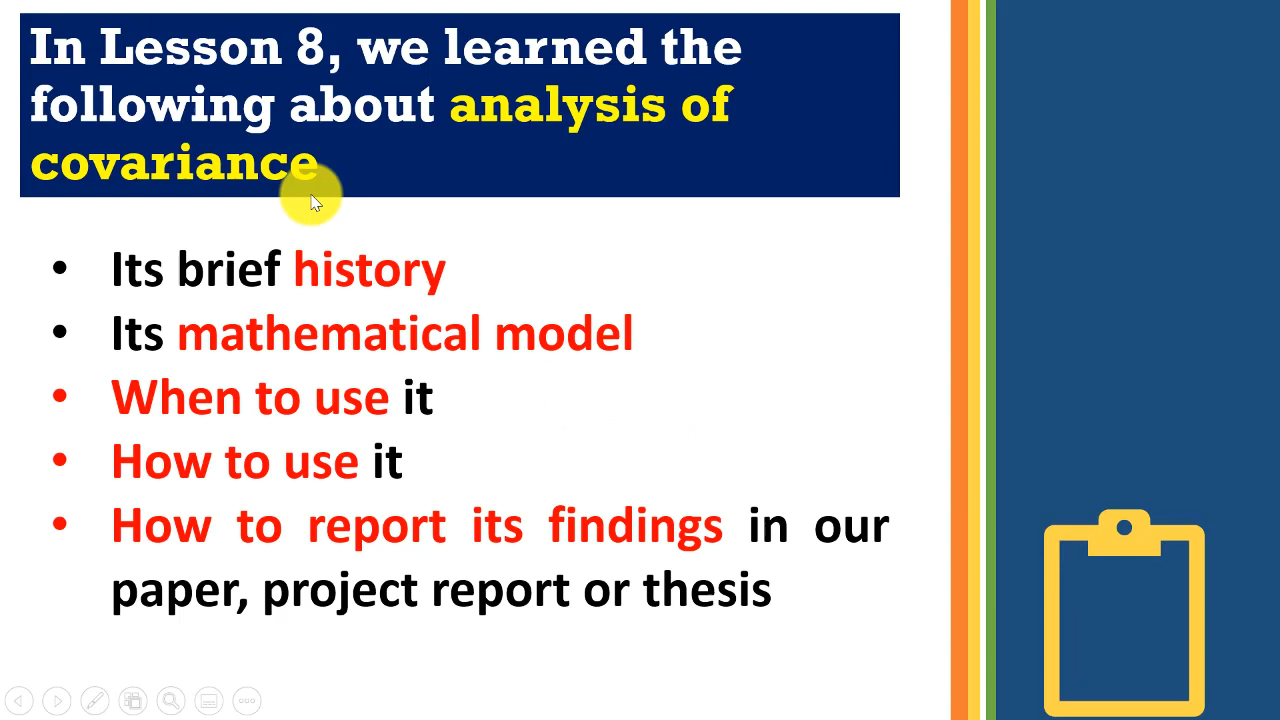 In Lesson 8, we learned the
following about analysis of
covariance
• Its brief history
• Its mathematical model
• When to use it
• How to use it
• How to report its findings in our
paper, project report or thesis